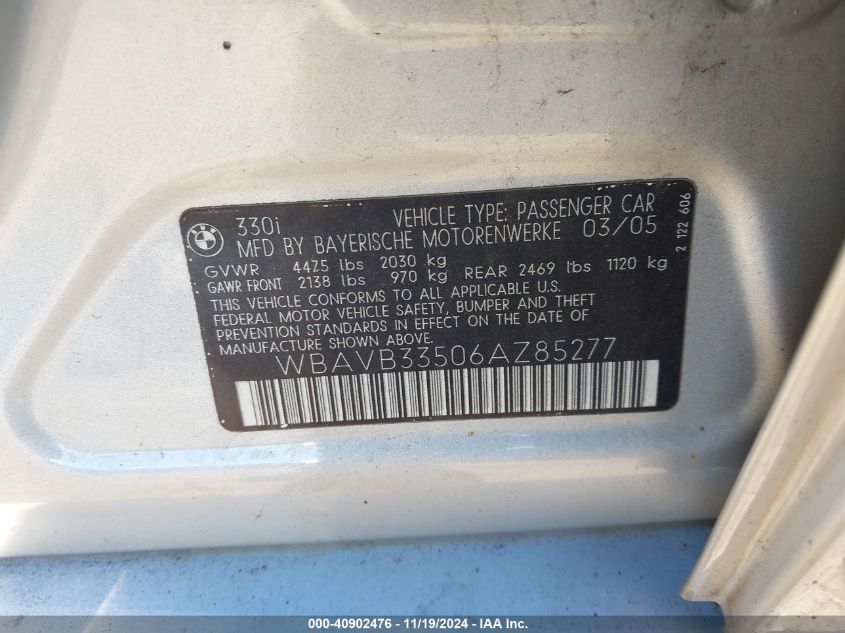 BMW
330i VEHICLE TYPE: PASSENGER CAR
MFD BY BAYERISCHE MOTORENWERKE 03/05
GVWR 4475 lbs 2030 kg
GAWR FRONT 2138 lbs 970 kg REAR 2469 lbs 1120 kg
THIS VEHICLE CONFORMS TO ALL APPLICABLE U.S.
FEDERAL MOTOR VEHICLE SAFETY, BUMPER AND THEFT
PREVENTION STANDARDS IN EFFECT ON THE DATE OF
MANUFACTURE SHOWN ABOVE.
WBAVB33506AZ85277
2 122 606
000-40902476 - 11/19/2024 - IAA Inc.